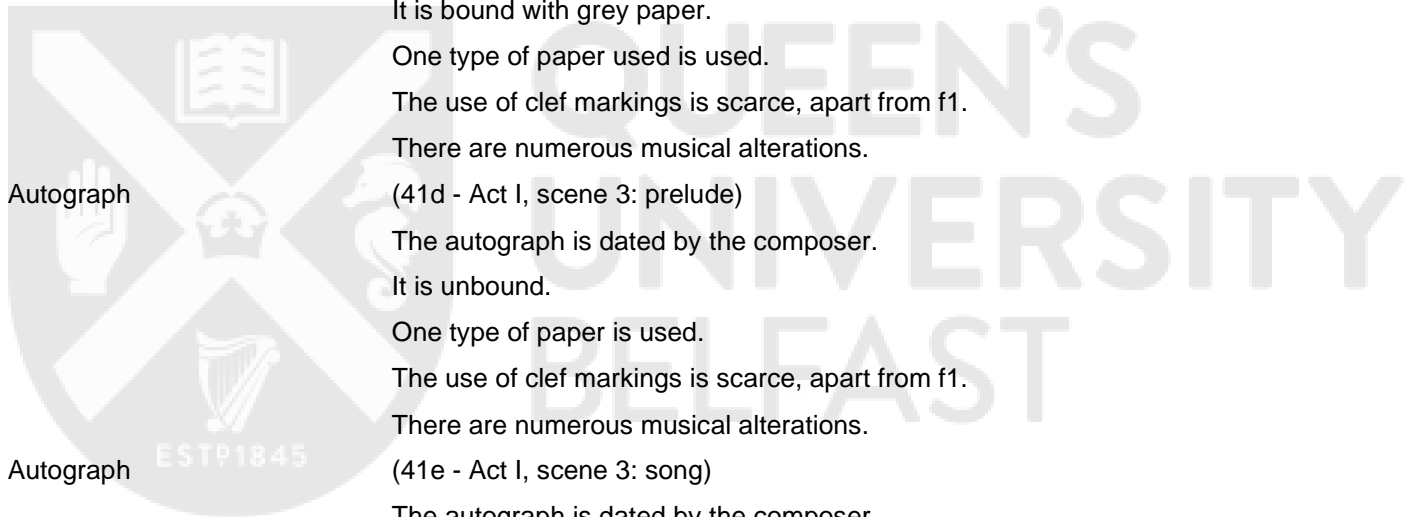 It is bound with grey paper.
One type of paper used is used.
The use of clef markings is scarce, apart from f1.
There are numerous musical alterations.
Autograph (41d - Act I, scene 3: prelude)
The autograph is dated by the composer.
It is unbound.
One type of paper is used.
The use of clef markings is scarce, apart from f1.
There are numerous musical alterations.
Autograph (41e - Act I, scene 3: song)
The autograph is dated by the composer.
QUEEN'S
UNIVERSITY
BELFAST
ESTD 1845